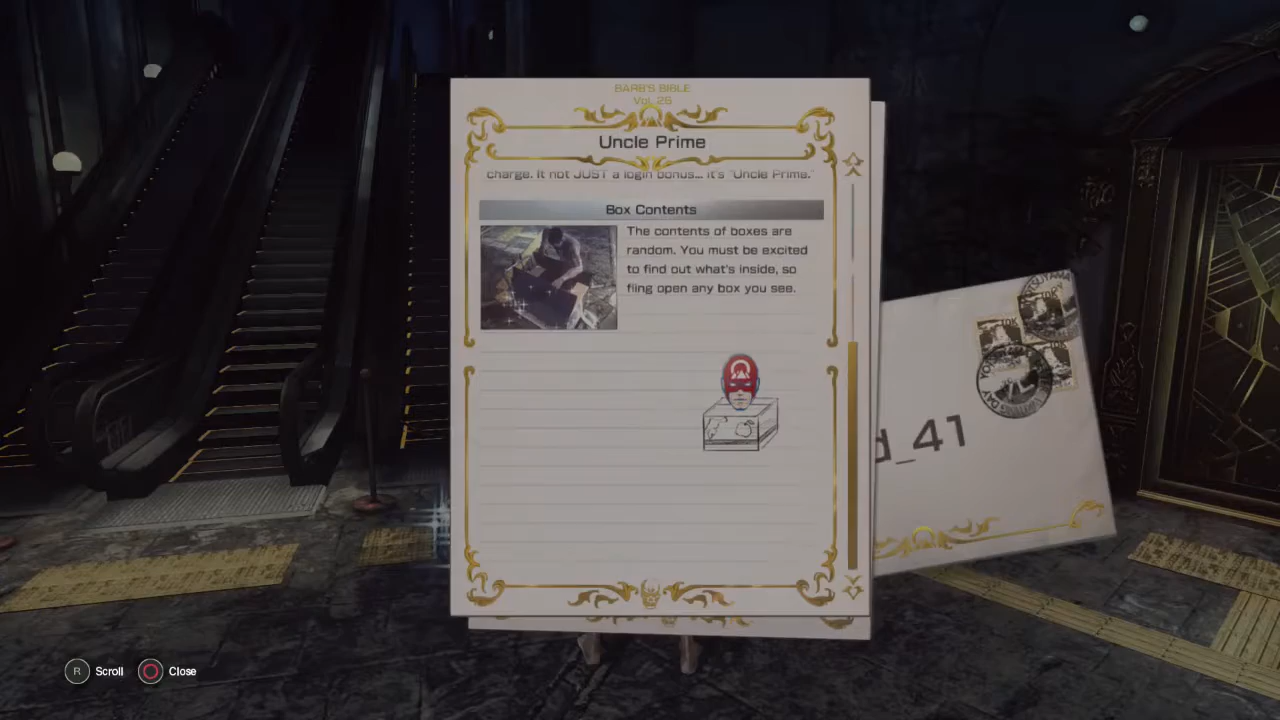 BARB'S BIBLE
Vol. 26
Uncle Prime
charge. It not JUST a login bonus... it's "Uncle Prime."
Box Contents
The contents of boxes are
random. You must be excited
to find out what's inside, so
fling open any box you see.
d_41
R Scroll Close